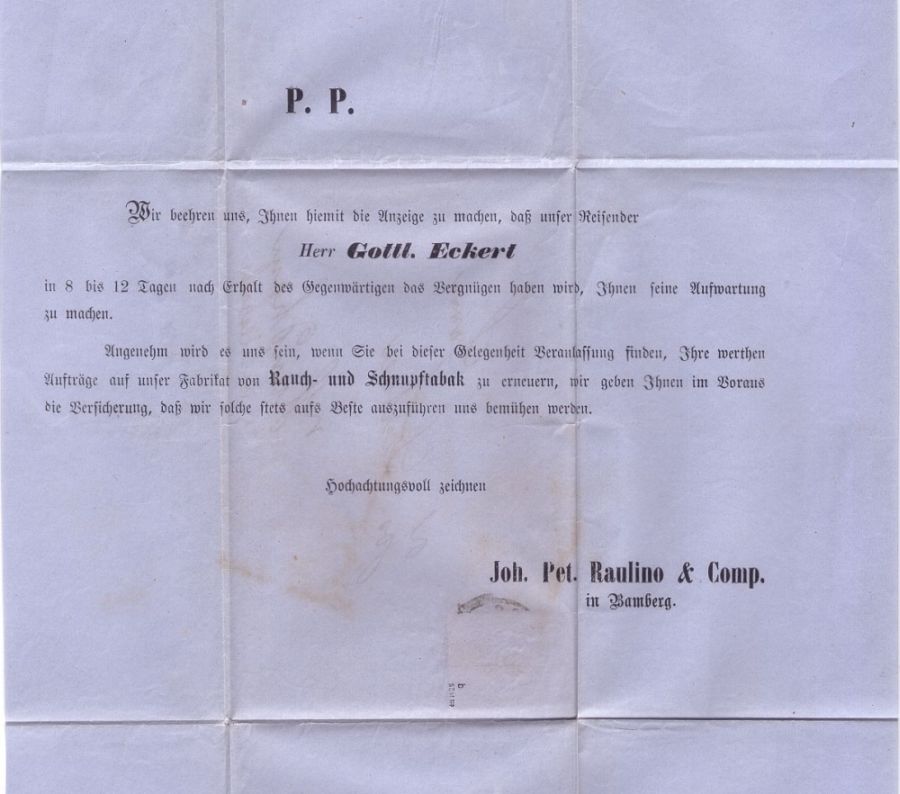 P. P.
Wir beehren uns, Ihnen hiemit die Anzeige zu machen, daß unser Reisender
Herr Gottl. Eckert
in 8 bis 12 Tagen nach Erhalt des Gegenwärtigen das Vergnügen haben wird, Ihnen seine Aufwartung
zu machen.
Angenehm wird es uns sein, wenn Sie bei dieser Gelegenheit Veranlassung finden, Ihre werthen
Aufträge auf unser Fabrikat von Rauch- und Schnupftabak zu erneuern, wir geben Ihnen im Voraus
die Versicherung, daß wir solche stets aufs Beste auszuführen uns bemühen werden.
Hochachtungsvoll zeichnen
Joh. Pet. Raulino & Comp.
in Bamberg.